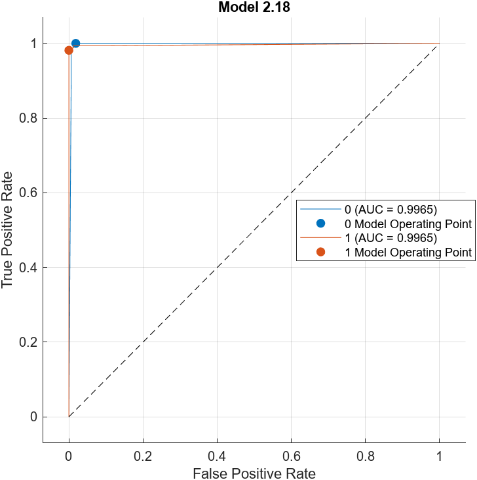 Model 2.18
1
0.8
0.6
0.4
0.2
0
True Positive Rate
0 (AUC = 0.9965)
0 Model Operating Point
1 (AUC = 0.9965)
1 Model Operating Point
0
0.2
0.4
0.6
0.8
1
False Positive Rate